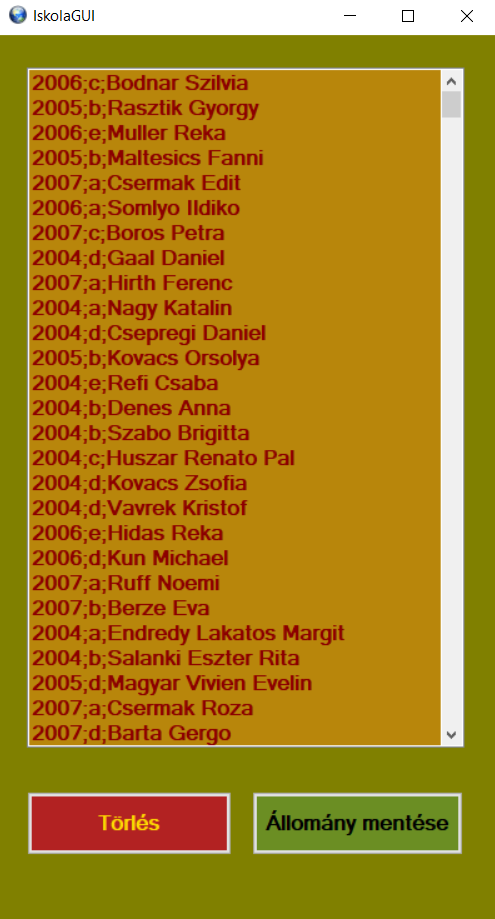 IskolaGUI
2006;c;Bodnar Szilvia
2005;b;Rasztik Gyorgy
2006;e;Muller Reka
2005;b;Maltesics Fanni
2007;a;Csermak Edit
2006;a;Somlyo Ildiko
2007;c;Boros Petra
2004;d;Gaal Daniel
2007;a;Hirth Ferenc
2004;a;Nagy Katalin
2004;d;Csepregi Daniel
2005;b;Kovacs Orsolya
2004;e;Refi Csaba
2004;b;Denes Anna
2004;b;Szabo Brigitta
2004;c;Huszar Renato Pal
2004;d;Kovacs Zsofia
2004;d;Vavrek Kristof
2006;e;Hidas Reka
2006;d;Kun Michael
2007;a;Ruff Noemi
2007;b;Berze Eva
2004;a;Endredy Lakatos Margit
2004;b;Salanki Eszter Rita
2005;d;Magyar Vivien Evelin
2007;a;Csermak Roza
2007;d;Barta Gergo
Törlés
Állomány mentése